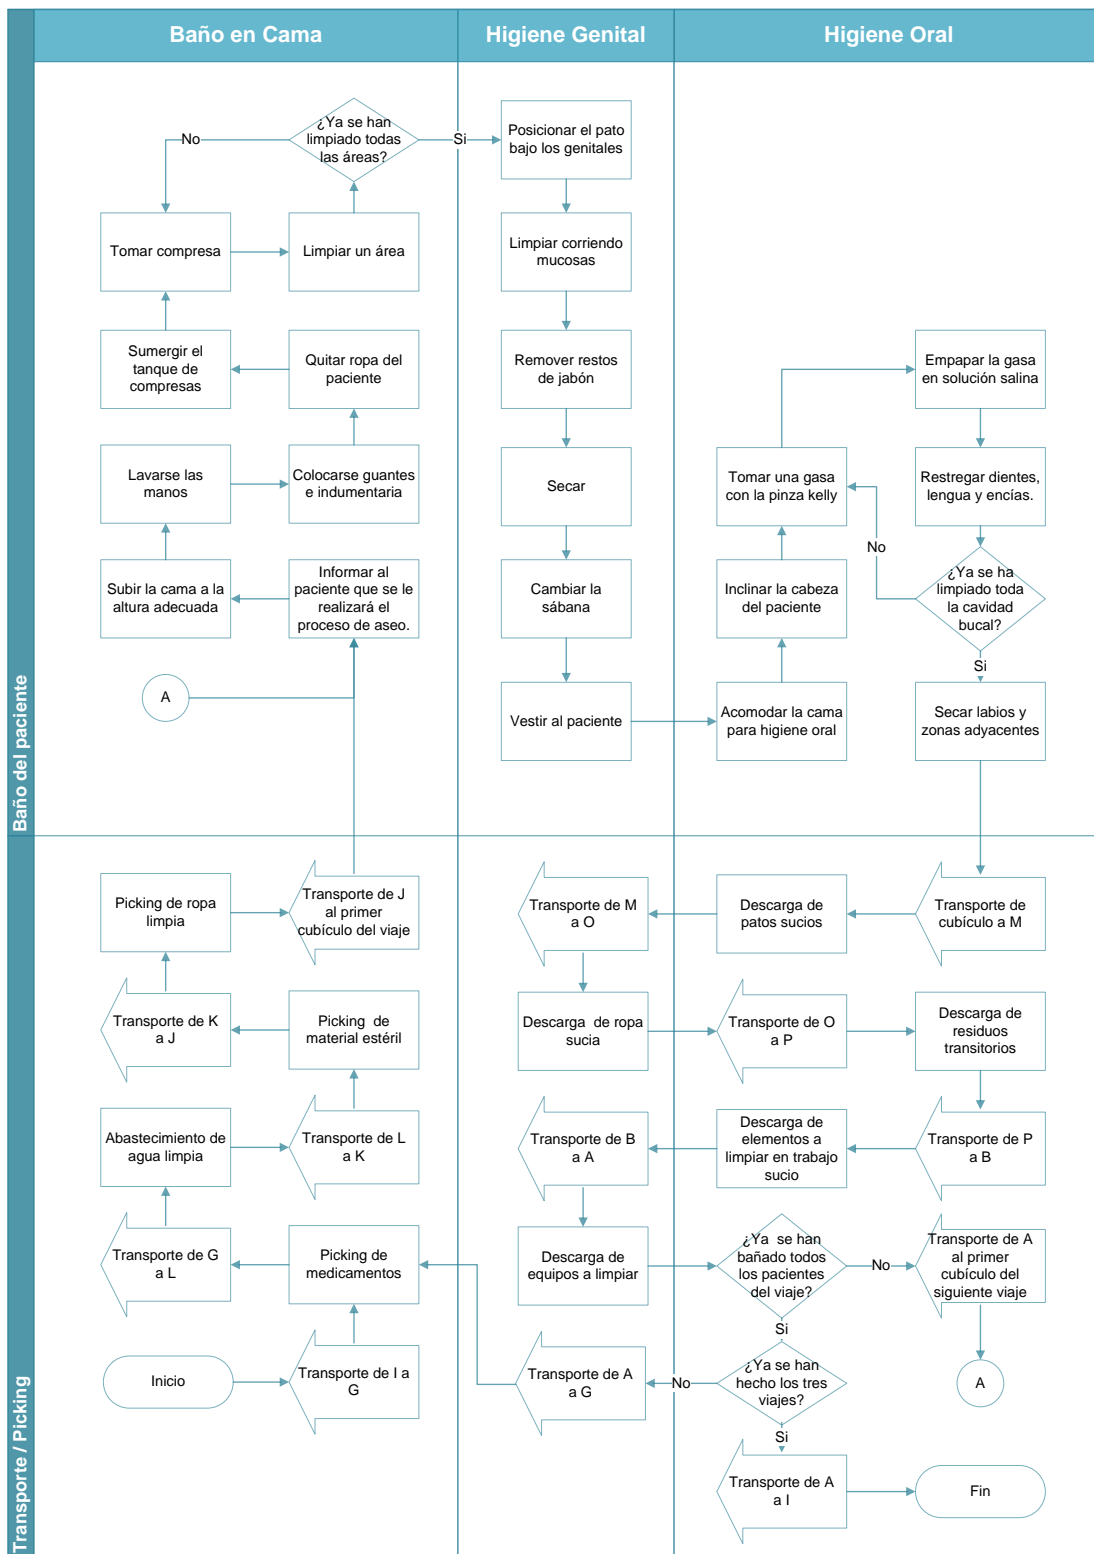 Baño en Cama
Higiene Genital
Higiene Oral
Baño del paciente
¿Ya se han
limpiado todas
las áreas?
No
Si
Posicionar el pato
bajo los genitales
Tomar compresa
Limpiar un área
Limpiar corriendo
mucosas
Sumergir el
tanque de
compresas
Quitar ropa del
paciente
Remover restos
de jabón
Empapar la gasa
en solución salina
Lavarse las
manos
Colocarse guantes
e indumentaria
Secar
Tomar una gasa
con la pinza kelly
Restregar dientes,
lengua y encías.
No
Subir la cama a la
altura adecuada
Informar al
paciente que se le
realizará el
proceso de aseo.
Cambiar la
sábana
Inclinar la cabeza
del paciente
¿Ya se ha
limpiado toda
la cavidad
bucal?
Si
A
Vestir al paciente
Acomodar la cama
para higiene oral
Secar labios y
zonas adyacentes
Transporte / Picking
Picking de ropa
limpia
Transporte de J
al primer
cubículo del viaje
Transporte de M
a O
Descarga de
patos sucios
Transporte de
cubículo a M
Transporte de K
a J
Picking de
material estéril
Descarga de ropa
sucia
Transporte de O
a P
Descarga de
residuos
transitorios
Abastecimiento de
agua limpia
Transporte de L
a K
Transporte de B
a A
Descarga de
elementos a
limpiar en trabajo
sucio
Transporte de P
a B
Transporte de G
a L
Picking de
medicamentos
Descarga de
equipos a limpiar
¿Ya se han
bañado todos
los pacientes
del viaje?
No
Transporte de A
al primer
cubículo del
siguiente viaje
Si
Inicio
Transporte de I a
G
Transporte de A
a G
No
¿Ya se han
hecho los tres
viajes?
A
Si
Transporte de A
a I
Fin